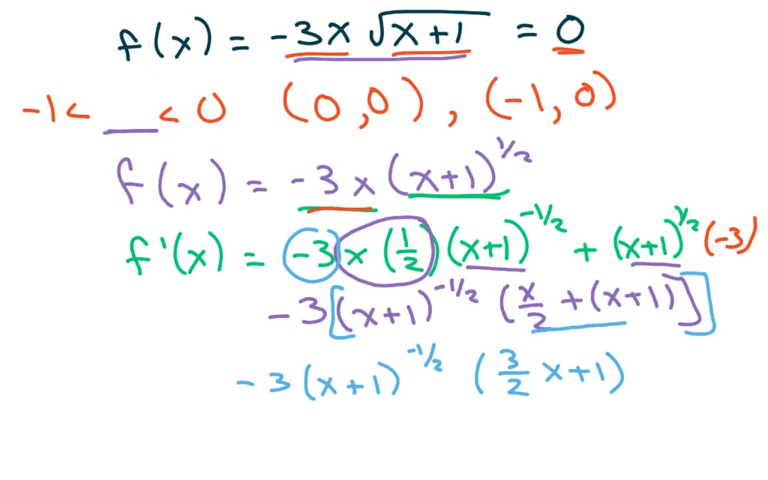 f(x) = -3x √(x+1) = 0
-1 < __ < 0 (0,0), (-1,0)
f(x) = -3x(x+1)^1/2
f'(x) = -3x(1/2)(x+1)^-1/2 + (x+1)^1/2(-3)
-3[(x+1)^-1/2 (x/2 + (x+1)]]
-3(x+1)^-1/2 (3/2 x+1)